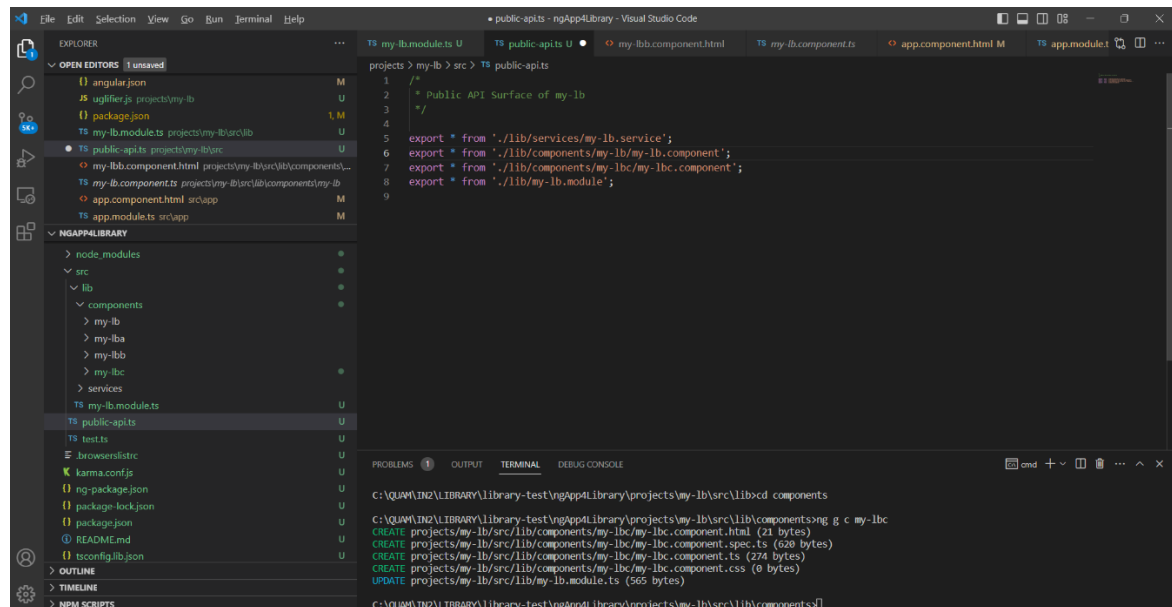 File Edit Selection View Go Run Terminal Help
● public-api.ts - ngApp4Library - Visual Studio Code
EXPLORER
OPEN EDITORS 1 unsaved
{} angular.json M
JS uglifier.js projects\my-lb U
{} package.json 1, M
TS my-lb.module.ts projects\my-lb\src\lib U
● TS public-api.ts projects\my-lb\src U
<> my-lbb.component.html projects\my-lb\src\lib\components\...
TS my-lb.component.ts projects\my-lb\src\lib\components\my-lb
<> app.component.html src\app M
TS app.module.ts src\app M
NGAPP4LIBRARY
node_modules
src
lib
components
my-lb
my-lba
my-lbb
my-lbc
services
TS my-lb.module.ts U
TS public-api.ts U
TS test.ts U
.browserslistrc U
karma.conf.js U
{} ng-package.json U
{} package-lock.json U
{} package.json U
README.md U
{} tsconfig.lib.json U
OUTLINE
TIMELINE
NPM SCRIPTS
5K+
1
TS my-lb.module.ts U TS public-api.ts U ● <> my-lbb.component.html TS my-lb.component.ts <> app.component.html M TS app.module.t
projects > my-lb > src > TS public-api.ts
1 /*
2 * Public API Surface of my-lb
3 */
4
5 export * from './lib/services/my-lb.service';
6 export * from './lib/components/my-lb/my-lb.component';
7 export * from './lib/components/my-lbc/my-lbc.component';
8 export * from './lib/my-lb.module';
9
PROBLEMS 1 OUTPUT TERMINAL DEBUG CONSOLE
cmd
C:\QUAM\IN2\LIBRARY\library-test\ngApp4Library\projects\my-lb\src\lib>cd components
C:\QUAM\IN2\LIBRARY\library-test\ngApp4Library\projects\my-lb\src\lib\components>ng g c my-lbc
CREATE projects/my-lb/src/lib/components/my-lbc/my-lbc.component.html (21 bytes)
CREATE projects/my-lb/src/lib/components/my-lbc/my-lbc.component.spec.ts (620 bytes)
CREATE projects/my-lb/src/lib/components/my-lbc/my-lbc.component.ts (274 bytes)
CREATE projects/my-lb/src/lib/components/my-lbc/my-lbc.component.css (0 bytes)
UPDATE projects/my-lb/src/lib/my-lb.module.ts (565 bytes)
C:\QUAM\IN2\LIBRARY\library-test\ngApp4Library\projects\my-lb\src\lib\components>